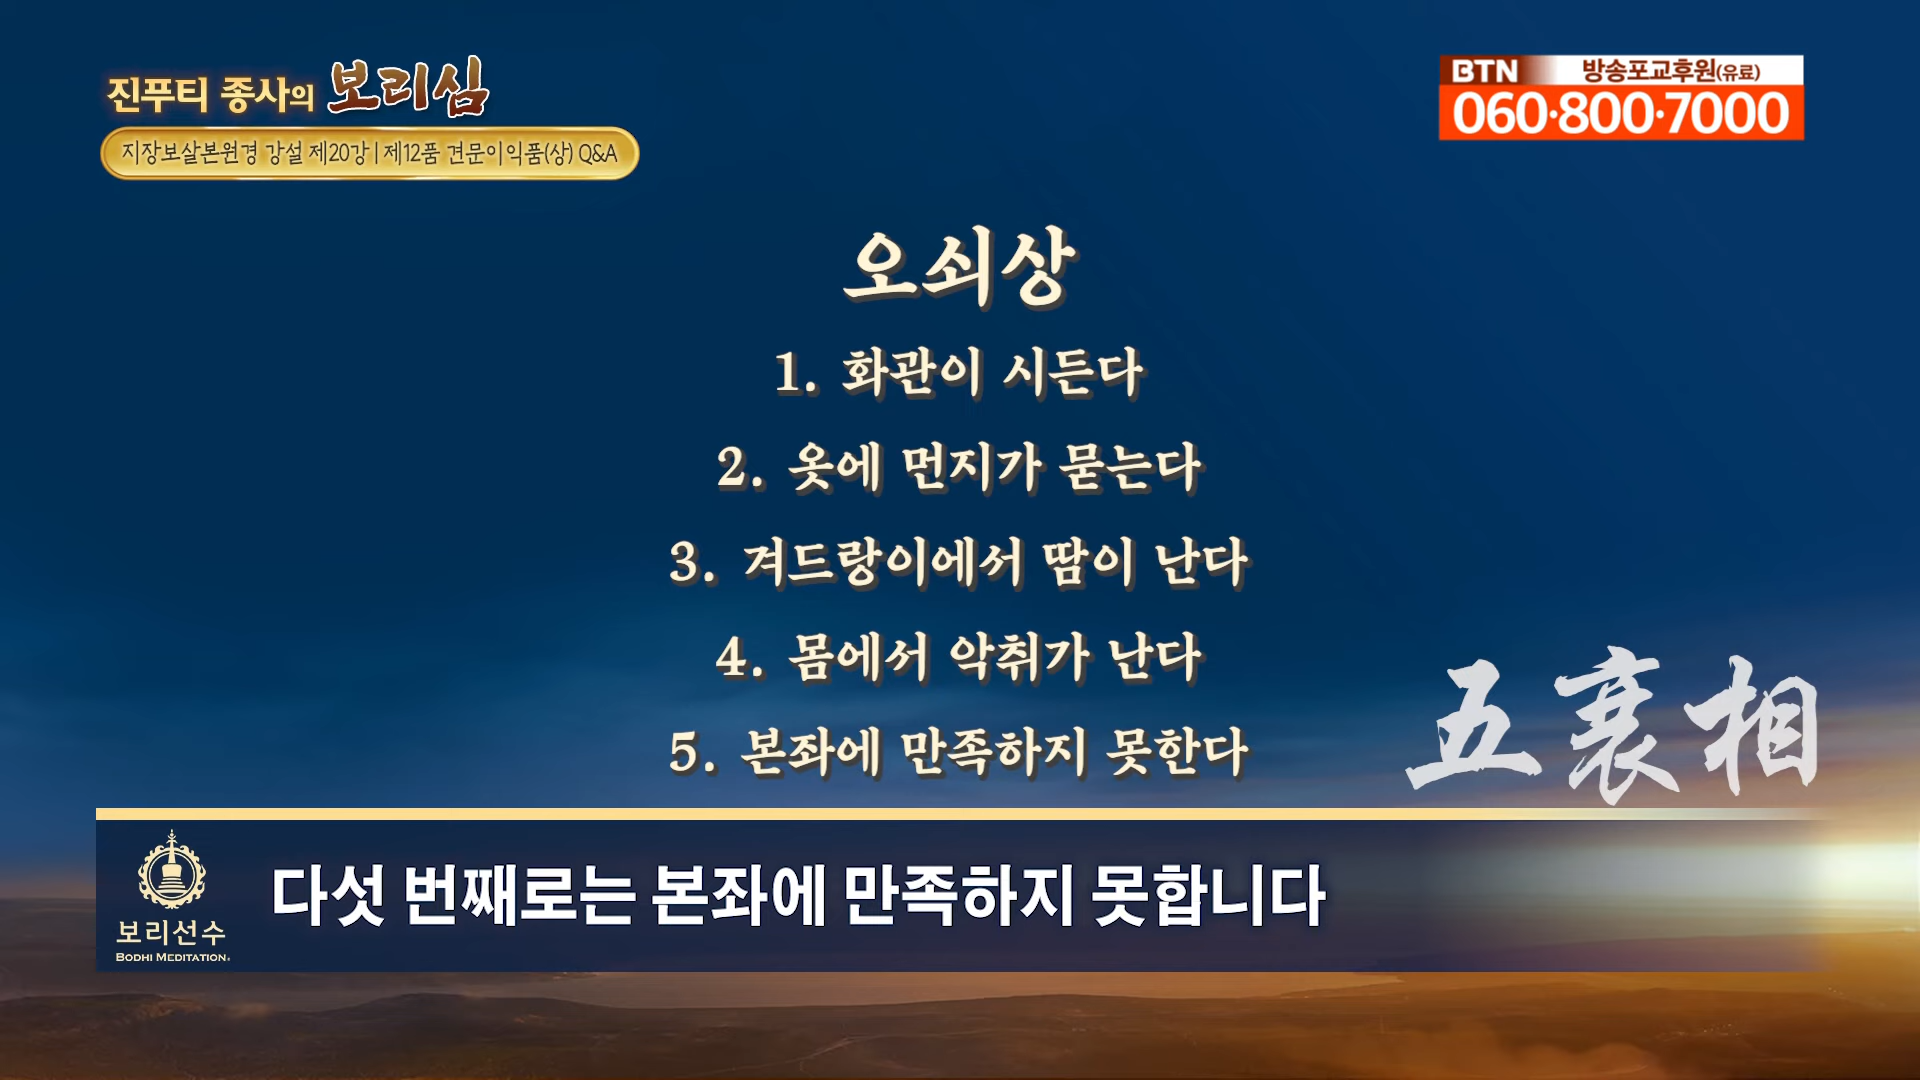 진푸티 종사의 보리심
지장보살본원경 강설 제20강 | 제12품 견문이익품(상) Q&A
BTN 방송포교후원(유료)
060·800·7000
오쇠상
1. 화관이 시든다
2. 옷에 먼지가 묻는다
3. 겨드랑이에서 땀이 난다
4. 몸에서 악취가 난다
5. 본좌에 만족하지 못한다
五衰相
다섯 번째로는 본좌에 만족하지 못합니다
보리선수
BODHI MEDITATION